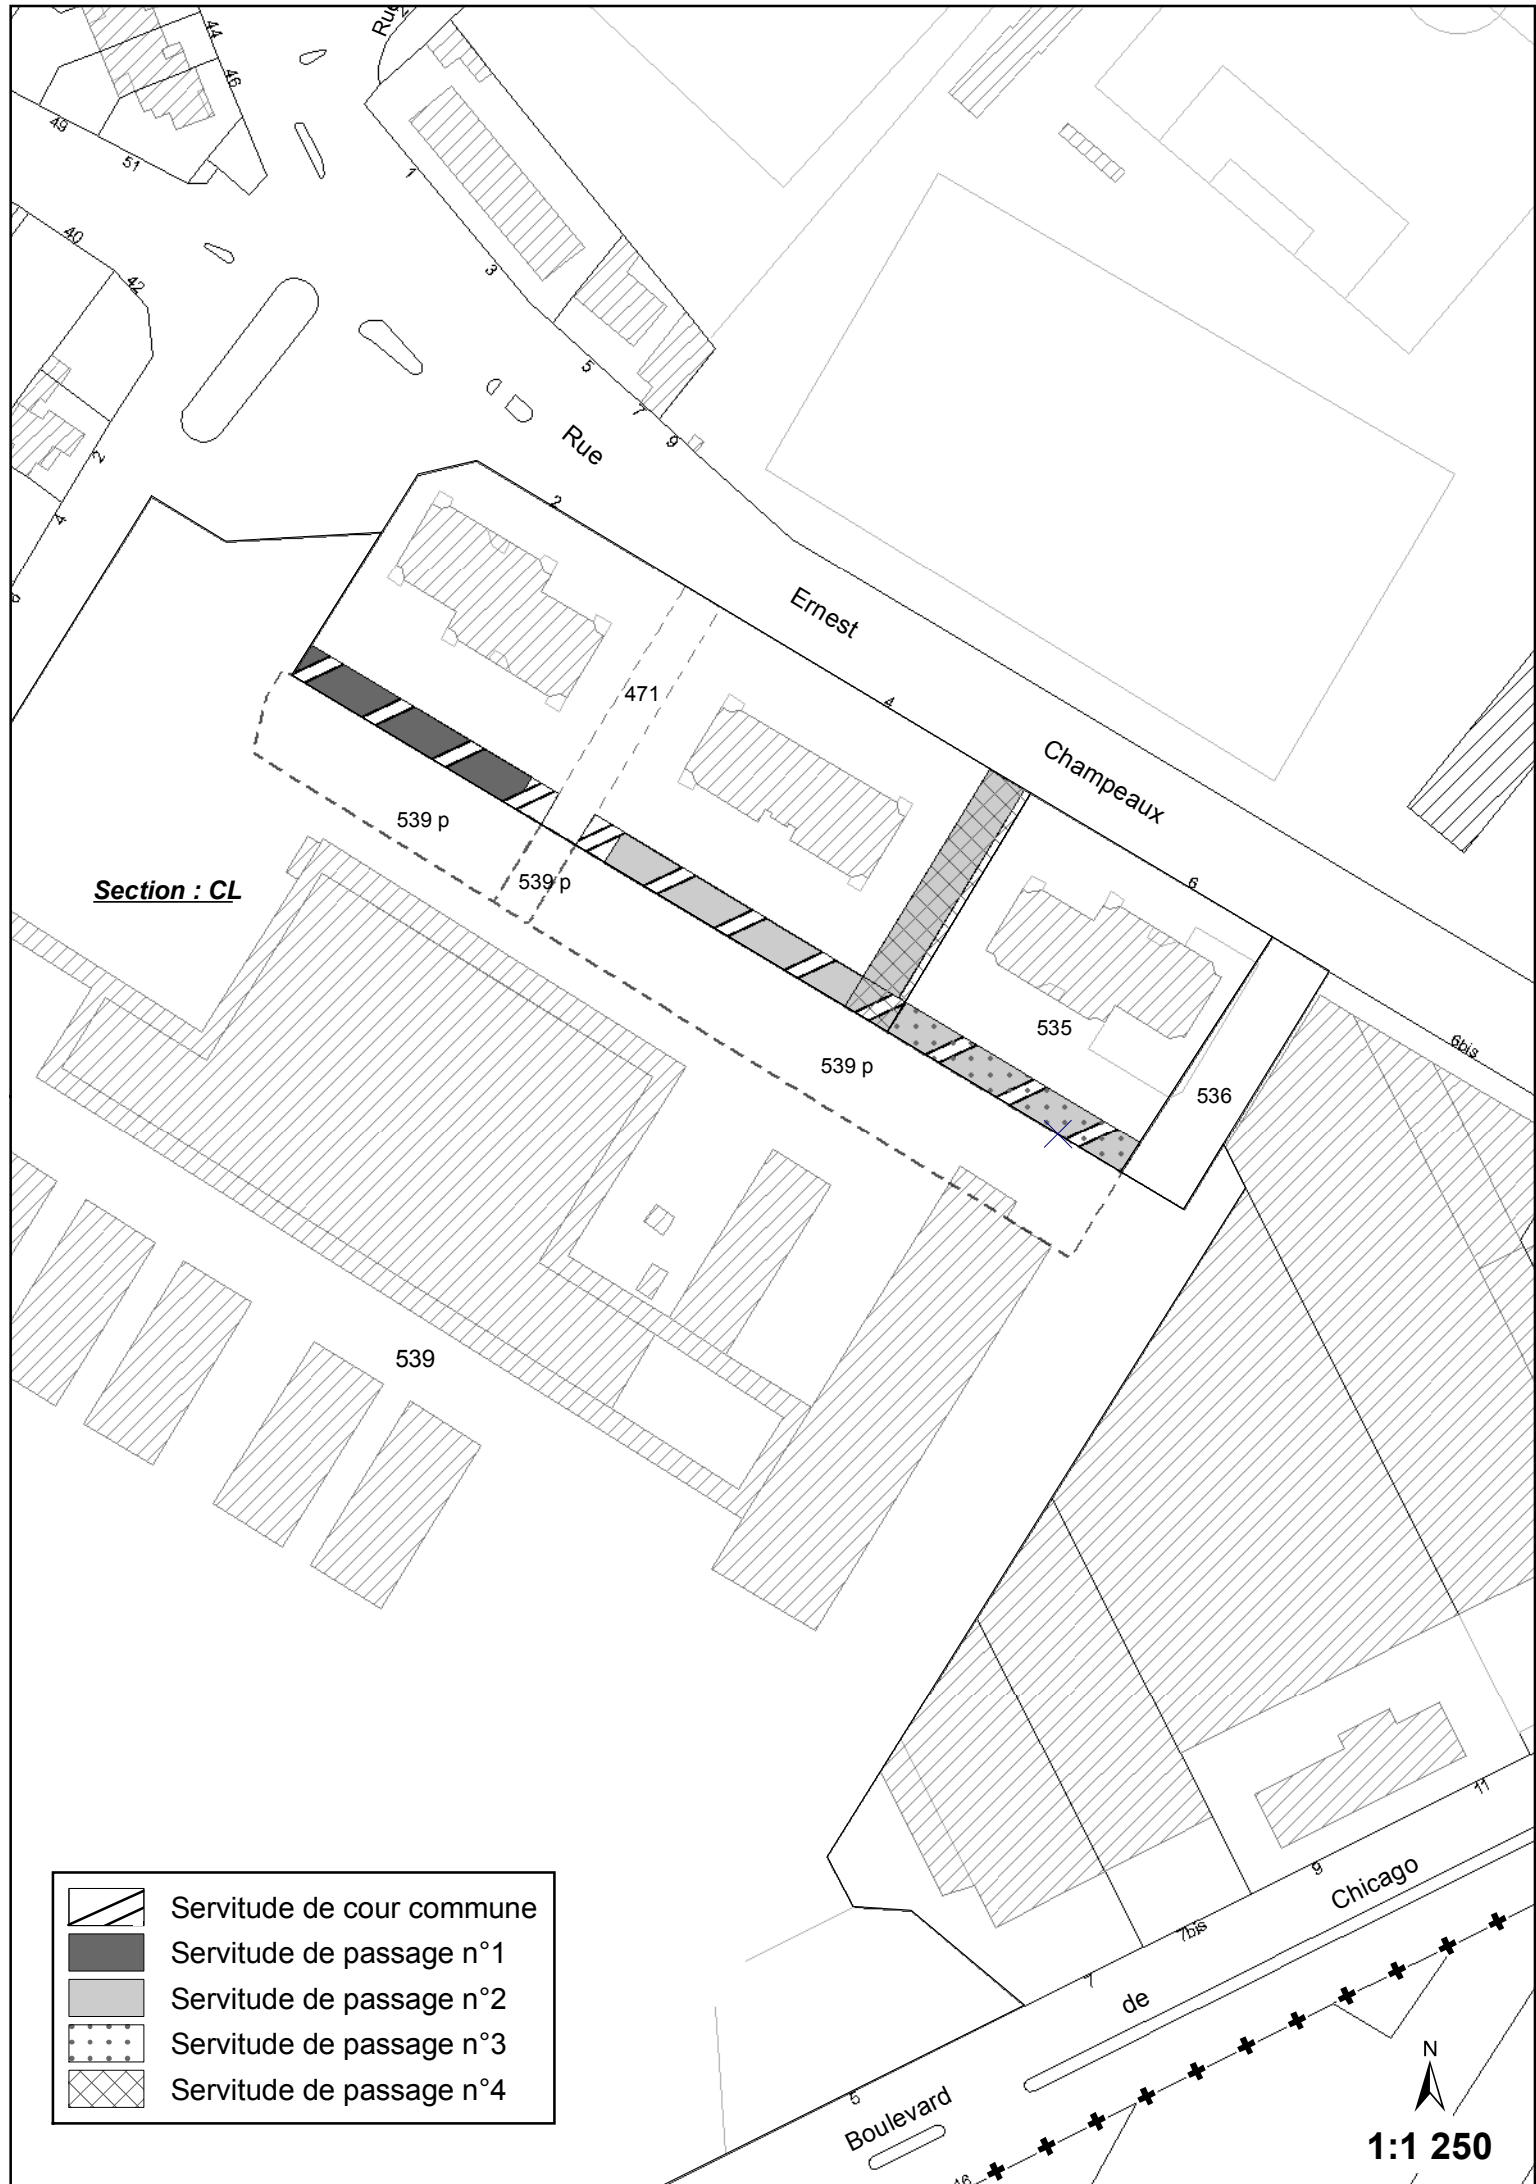 Rue
44
46
49
51
1
40
3
42
5
7
9
Rue
2
2
4
Ernest
471
4
Champeaux
539 p
6
Section : CL
539 p
535
6bis
539 p
536
539
11
9
Chicago
7bis
7
de
5
Boulevard
16
Servitude de cour commune
Servitude de passage n°1
Servitude de passage n°2
Servitude de passage n°3
Servitude de passage n°4
N
1:1 250